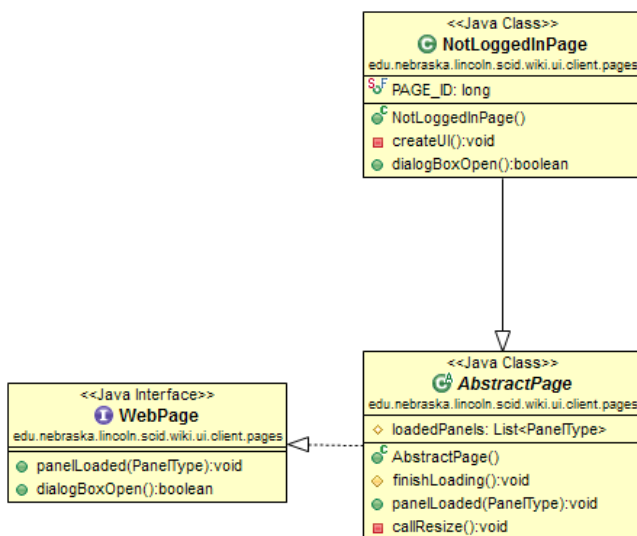 <<Java Class>>
C NotLoggedInPage
edu.nebraska.lincoln.scid.wiki.ui.client.pages
S F PAGE_ID: long
C NotLoggedInPage()
createUI():void
dialogBoxOpen():boolean
<<Java Interface>>
I WebPage
edu.nebraska.lincoln.scid.wiki.ui.client.pages
panelLoaded(PanelType):void
dialogBoxOpen():boolean
<<Java Class>>
C A AbstractPage
edu.nebraska.lincoln.scid.wiki.ui.client.pages
loadedPanels: List<PanelType>
C AbstractPage()
finishLoading():void
panelLoaded(PanelType):void
callResize():void